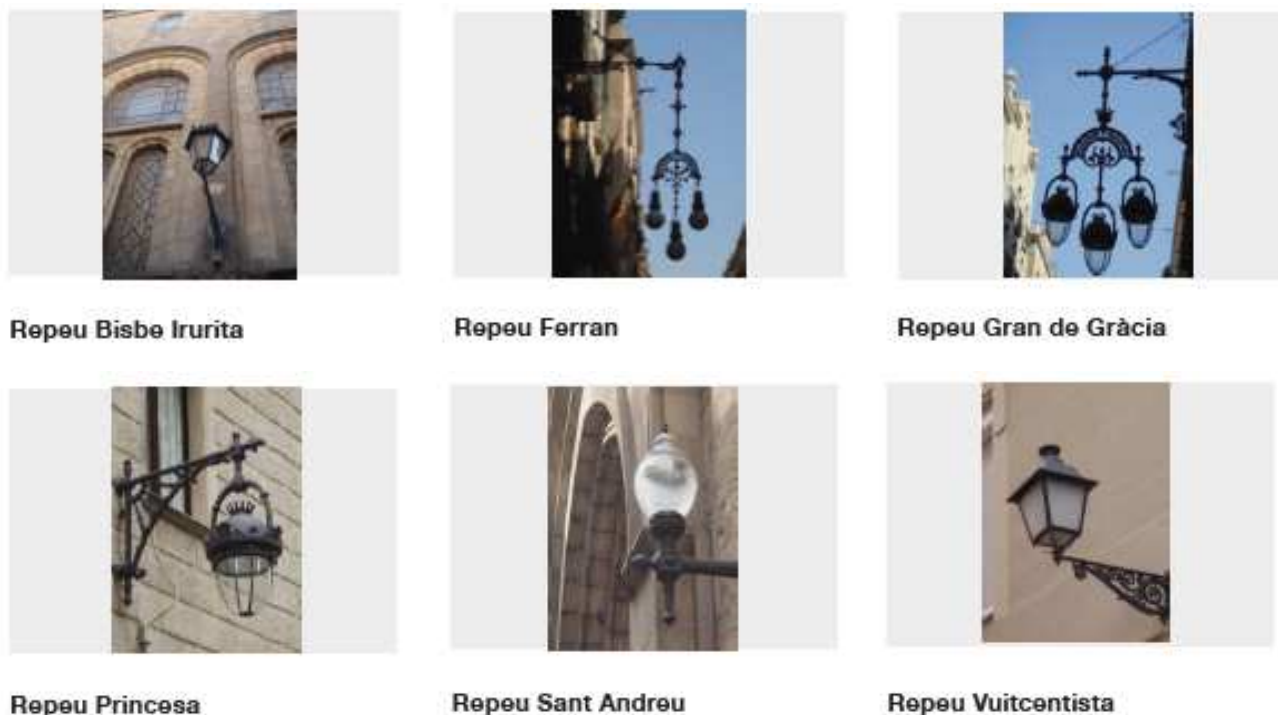 Repeu Bisbe Irurita
Repeu Ferran
Repeu Gran de Gràcia
Repeu Princesa
Repeu Sant Andreu
Repeu Vuitcentista